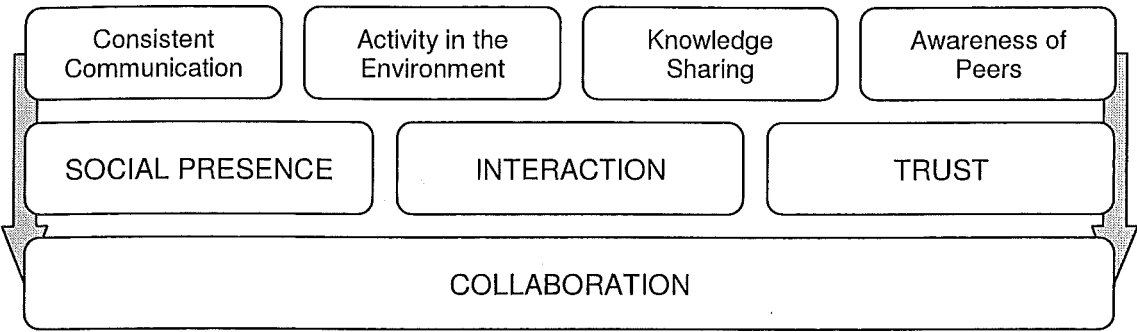 Consistent
Communication
Activity in the
Environment
Knowledge
Sharing
Awareness of
Peers
SOCIAL PRESENCE
INTERACTION
TRUST
COLLABORATION